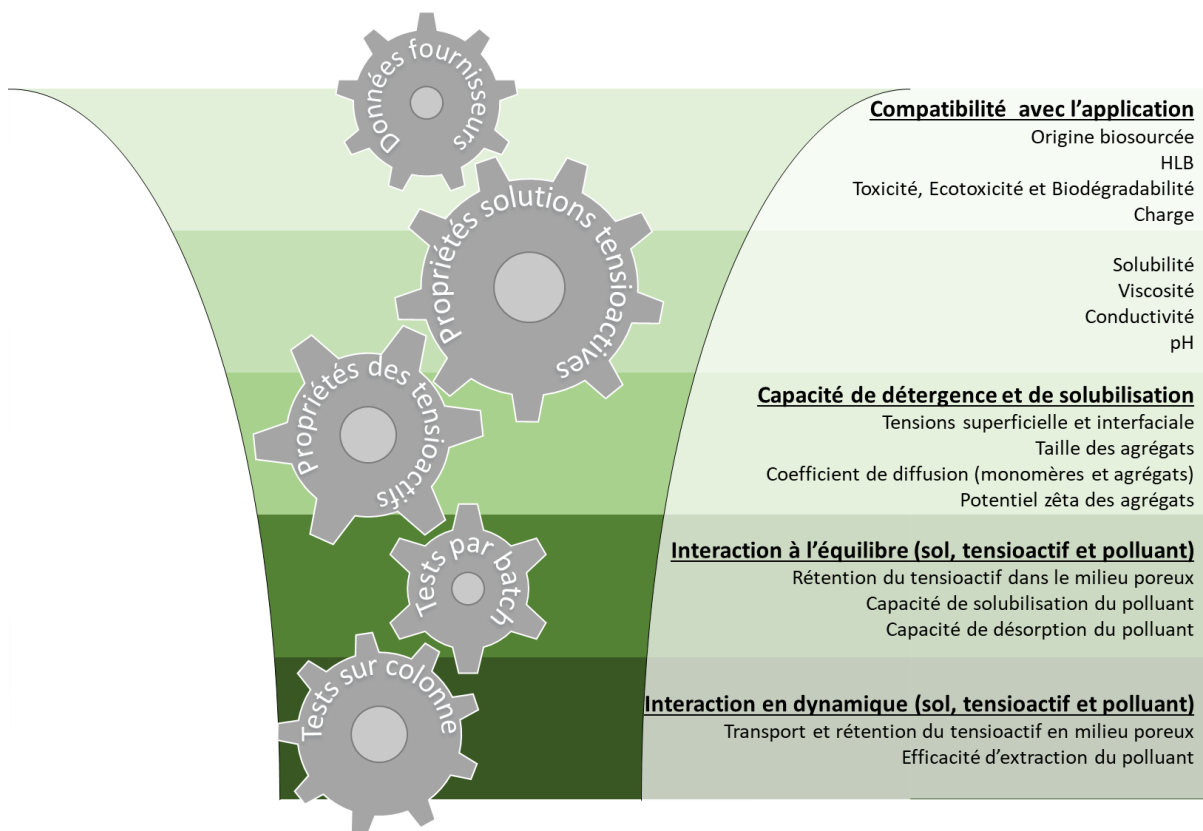 Données fournisseurs
Compatibilité avec l’application
Origine biosourcée
HLB
Toxicité, Ecotoxicité et Biodégradabilité
Charge
Propriétés solutions tensioactives
Solubilité
Viscosité
Conductivité
pH
Propriétés des tensioactifs
Capacité de détergence et de solubilisation
Tensions superficielle et interfaciale
Taille des agrégats
Coefficient de diffusion (monomères et agrégats)
Potentiel zêta des agrégats
Tests par batch
Interaction à l’équilibre (sol, tensioactif et polluant)
Rétention du tensioactif dans le milieu poreux
Capacité de solubilisation du polluant
Capacité de désorption du polluant
Tests sur colonne
Interaction en dynamique (sol, tensioactif et polluant)
Transport et rétention du tensioactif en milieu poreux
Efficacité d’extraction du polluant